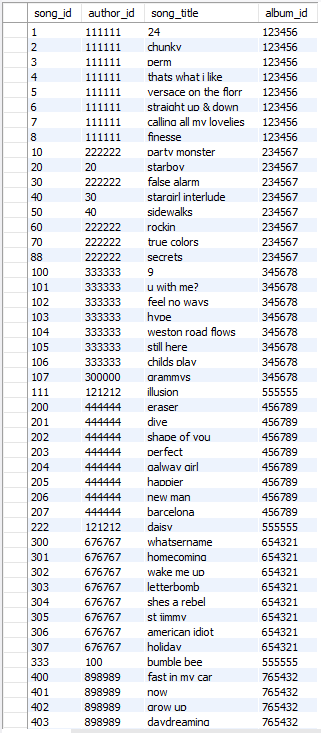 song_id author_id song_title album_id
1 111111 24 123456
2 111111 chunky 123456
3 111111 perm 123456
4 111111 thats what i like 123456
5 111111 versace on the florr 123456
6 111111 straight up & down 123456
7 111111 calling all my lovelies 123456
8 111111 finesse 123456
10 222222 party monster 234567
20 20 starboy 234567
30 222222 false alarm 234567
40 30 stargirl interlude 234567
50 40 sidewalks 234567
60 222222 rockin 234567
70 222222 true colors 234567
88 222222 secrets 234567
100 333333 9 345678
101 333333 u with me? 345678
102 333333 feel no ways 345678
103 333333 hype 345678
104 333333 weston road flows 345678
105 333333 still here 345678
106 333333 childs play 345678
107 300000 grammys 345678
111 121212 illusion 555555
200 444444 eraser 456789
201 444444 dive 456789
202 444444 shape of you 456789
203 444444 perfect 456789
204 444444 galway girl 456789
205 444444 happier 456789
206 444444 new man 456789
207 444444 barcelona 456789
222 121212 daisy 555555
300 676767 whatsername 654321
301 676767 homecoming 654321
302 676767 wake me up 654321
303 676767 letterbomb 654321
304 676767 shes a rebel 654321
305 676767 st jimmy 654321
306 676767 american idiot 654321
307 676767 holiday 654321
333 100 bumble bee 555555
400 898989 fast in my car 765432
401 898989 now 765432
402 898989 grow up 765432
403 898989 daydreaming 765432